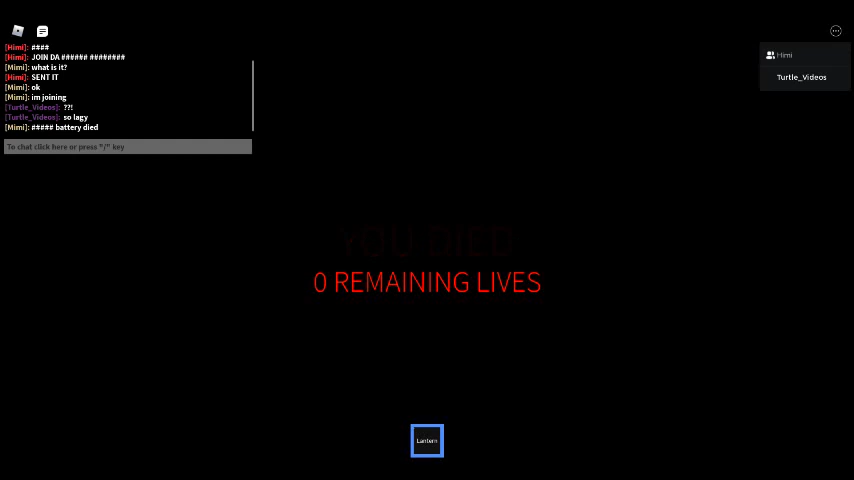 [Himi]: ####
[Himi]: JOIN DA ###### ########
[Mimi]: what is it?
[Himi]: SENT IT
[Mimi]: ok
[Mimi]: im joining
[Turtle_Videos]: ??!
[Turtle_Videos]: so lagy
[Mimi]: ##### battery died
To chat click here or press "/" key
Himi
Turtle_Videos
YOU DIED
0 REMAINING LIVES
Lantern